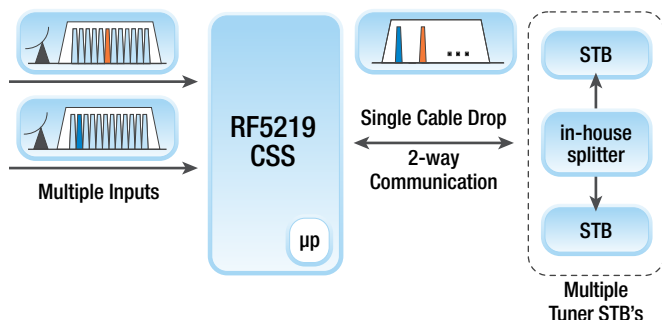 Multiple Inputs
RF5219
CSS
µp
Single Cable Drop
2-way
Communication
STB
in-house
splitter
STB
Multiple
Tuner STB's